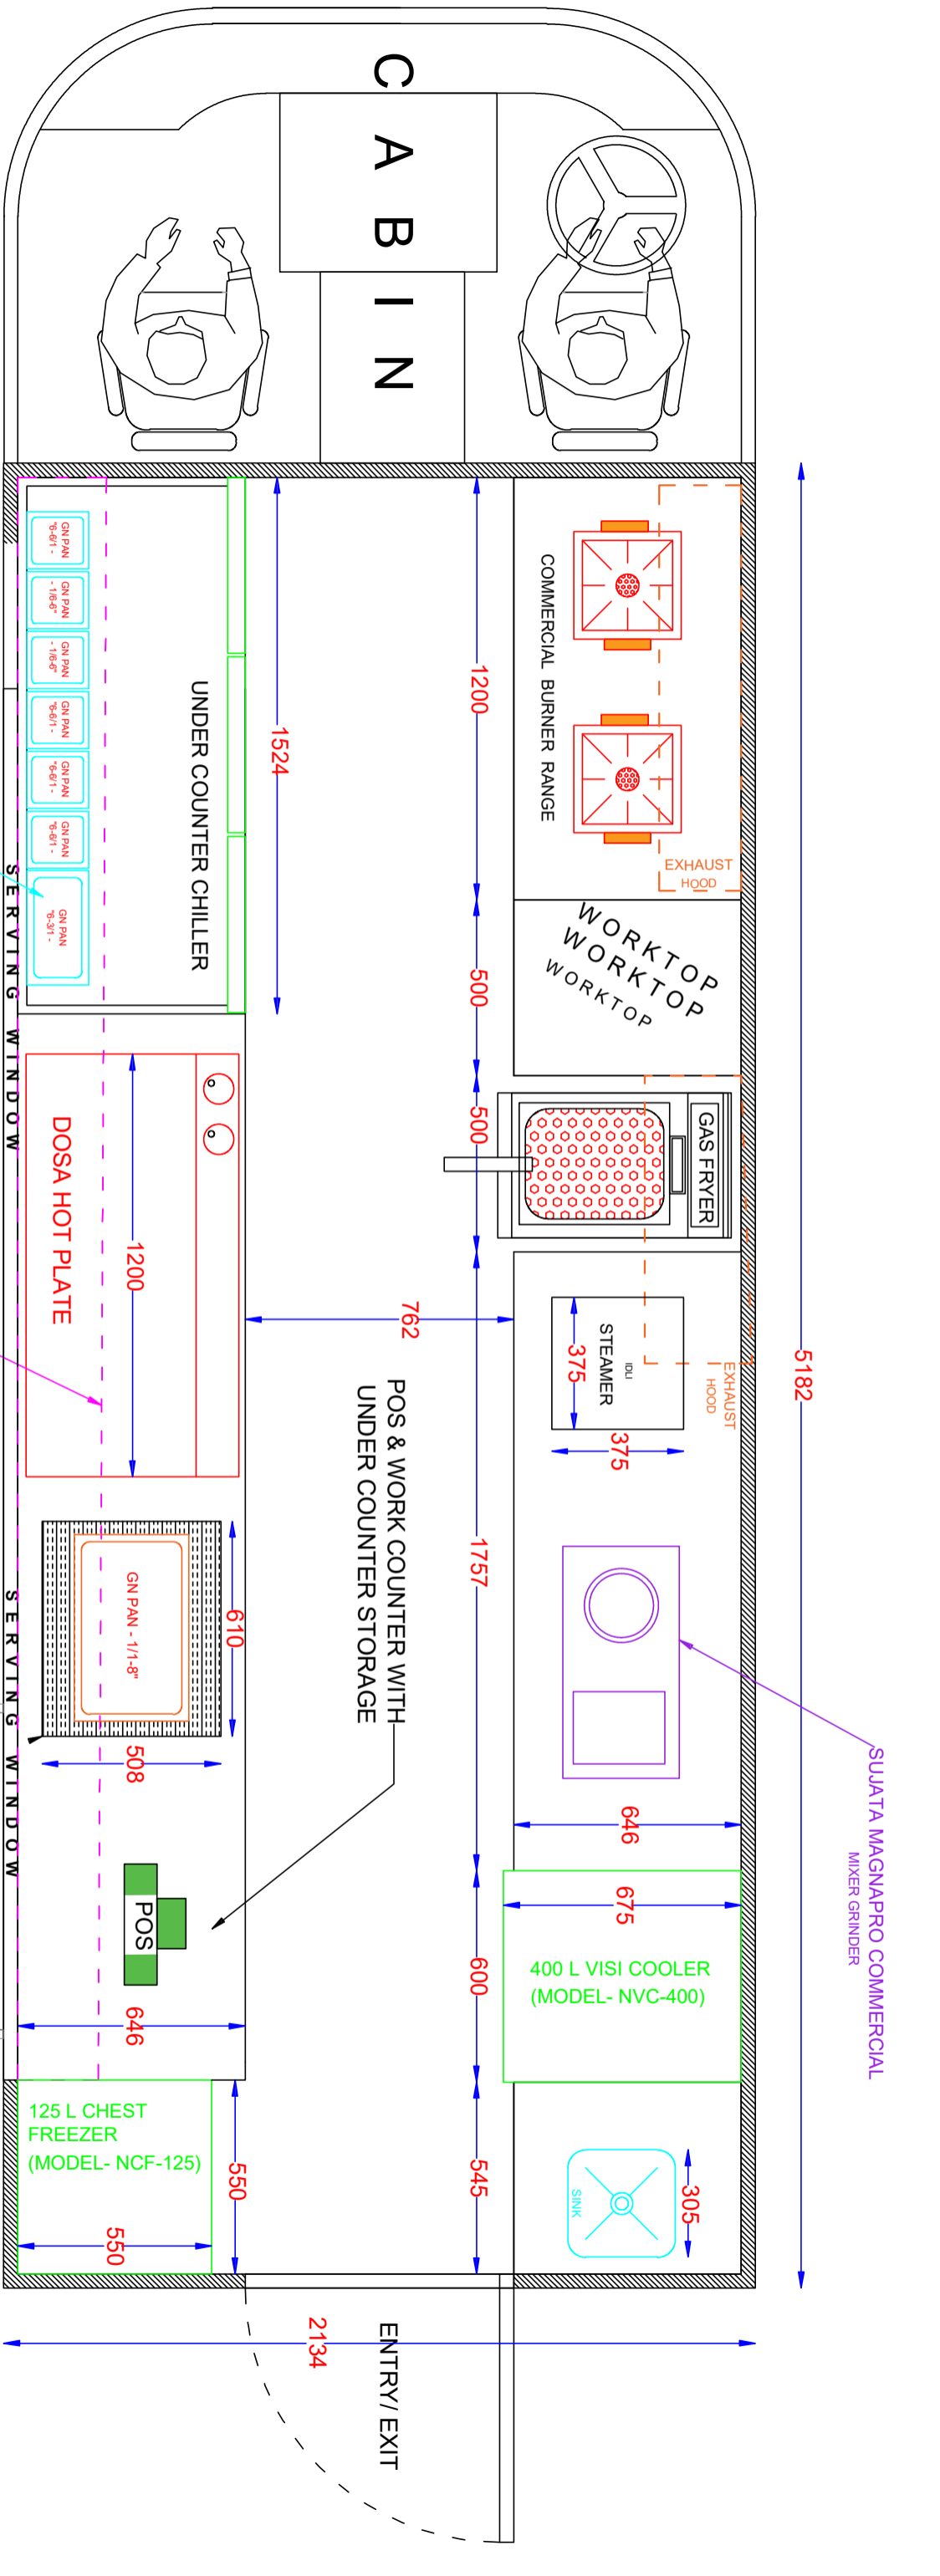 C A B I N
COMMERCIAL BURNER RANGE
EXHAUST
HOOD
1200
1524
UNDER COUNTER CHILLER
GN PAN
"6-6/1 -
GN PAN
- 1/6-6"
GN PAN
- 1/6-6"
GN PAN
"6-6/1 -
GN PAN
"6-6/1 -
GN PAN
"6-6/1 -
GN PAN
"6-3/1 -
SERVING WINDOW
WORKTOP
WORKTOP
WORKTOP
500
500
GAS FRYER
DOSA HOT PLATE
1200
762
5182
IDLI
STEAMER
375
375
EXHAUST
HOOD
POS & WORK COUNTER WITH
UNDER COUNTER STORAGE
1757
GN PAN - 1/1-8"
610
508
SERVING WINDOW
SUJATA MAGNAPRO COMMERCIAL
MIXER GRINDER
646
675
400 L VISI COOLER
(MODEL- NVC-400)
600
POS
646
125 L CHEST
FREEZER
(MODEL- NCF-125)
550
550
545
SINK
305
2134
ENTRY/ EXIT